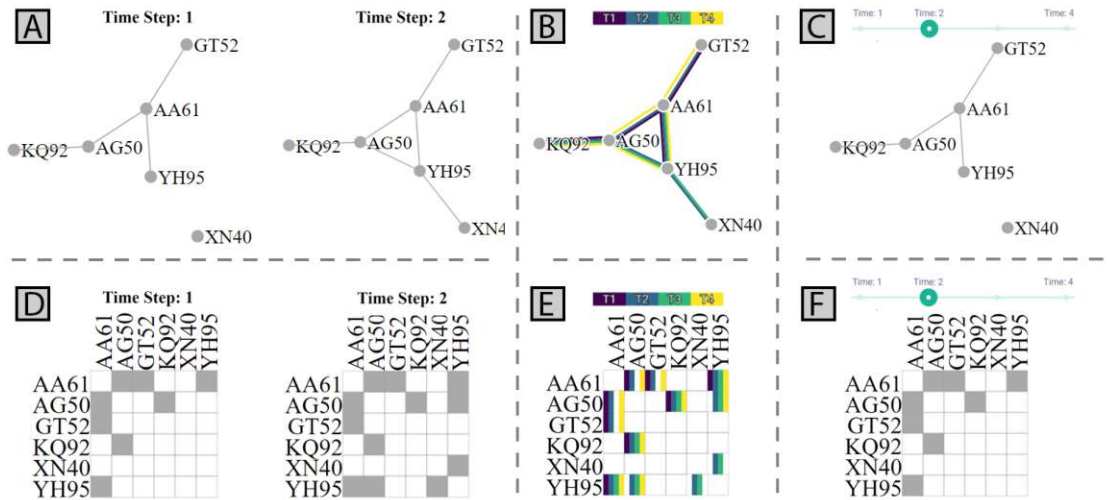 A
Time Step: 1
GT52
AA61
KQ92
AG50
YH95
XN40
Time Step: 2
GT52
AA61
KQ92
AG50
YH95
XN4
B
T1 T2 T3 T4
GT52
AA61
KQ92
AG50
YH95
XN40
C
Time: 1
Time: 2
Time: 4
GT52
AA61
KQ92
AG50
YH95
XN40
D
Time Step: 1
AA61 AG50 GT52 KQ92 XN40 YH95
AA61
AG50
GT52
KQ92
XN40
YH95
Time Step: 2
AA61 AG50 GT52 KQ92 XN40 YH95
AA61
AG50
GT52
KQ92
XN40
YH95
E
T1 T2 T3 T4
AA61 AG50 GT52 KQ92 XN40 YH95
AA61
AG50
GT52
KQ92
XN40
YH95
F
Time: 1
Time: 2
Time: 4
AA61 AG50 GT52 KQ92 XN40 YH95
AA61
AG50
GT52
KQ92
XN40
YH95